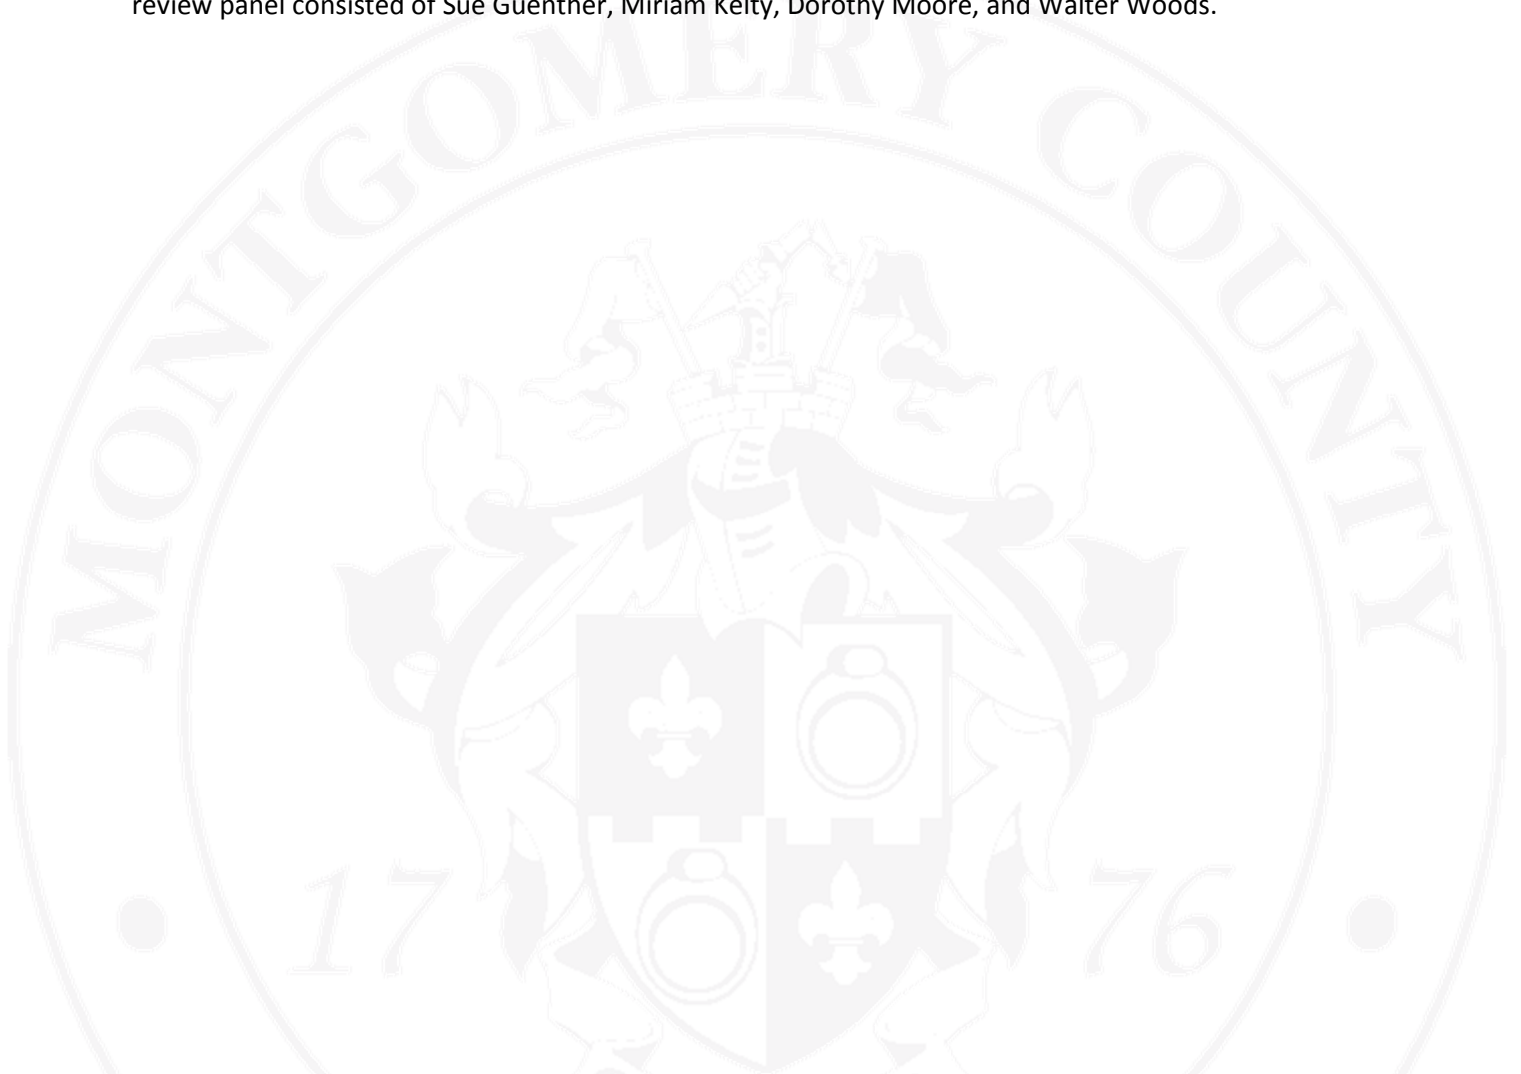 review panel consisted of Sue Guenther, Miriam Kelty, Dorothy Moore, and Walter Woods.
MONTGOMERY COUNTY
17 76